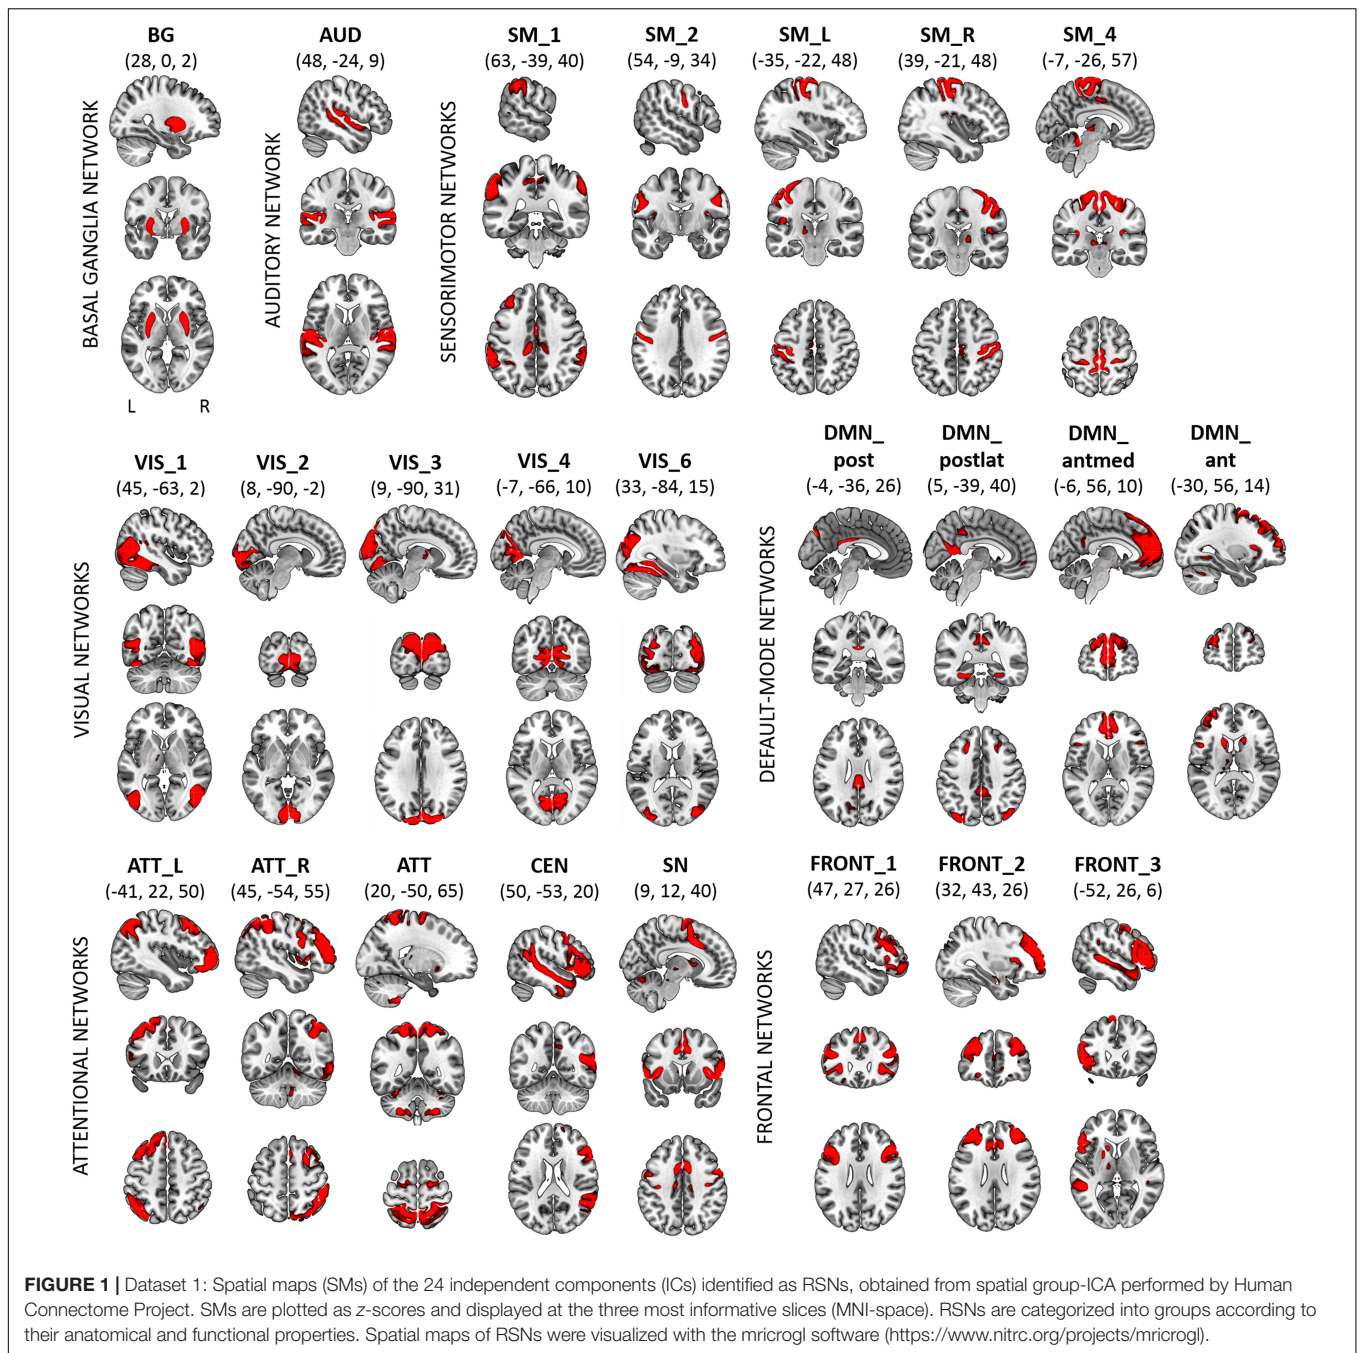 BG
(28, 0, 2)
AUD
(48, -24, 9)
SM_1
(63, -39, 40)
SM_2
(54, -9, 34)
SM_L
(-35, -22, 48)
SM_R
(39, -21, 48)
SM_4
(-7, -26, 57)
BASAL GANGLIA NETWORK
AUDITORY NETWORK
SENSORIMOTOR NETWORKS
L
R
VIS_1
(45, -63, 2)
VIS_2
(8, -90, -2)
VIS_3
(9, -90, 31)
VIS_4
(-7, -66, 10)
VIS_6
(33, -84, 15)
VISUAL NETWORKS
DMN_
post
(-4, -36, 26)
DMN_
postlat
(5, -39, 40)
DMN_
antmed
(-6, 56, 10)
DMN_
ant
(-30, 56, 14)
DEFAULT-MODE NETWORKS
ATT_L
(-41, 22, 50)
ATT_R
(45, -54, 55)
ATT
(20, -50, 65)
CEN
(50, -53, 20)
SN
(9, 12, 40)
ATTENTIONAL NETWORKS
FRONT_1
(47, 27, 26)
FRONT_2
(32, 43, 26)
FRONT_3
(-52, 26, 6)
FRONTAL NETWORKS
FIGURE 1 | Dataset 1: Spatial maps (SMs) of the 24 independent components (ICs) identified as RSNs, obtained from spatial group-ICA performed by Human
Connectome Project. SMs are plotted as z-scores and displayed at the three most informative slices (MNI-space). RSNs are categorized into groups according to
their anatomical and functional properties. Spatial maps of RSNs were visualized with the mricrogl software (https://www.nitrc.org/projects/mricrogl).